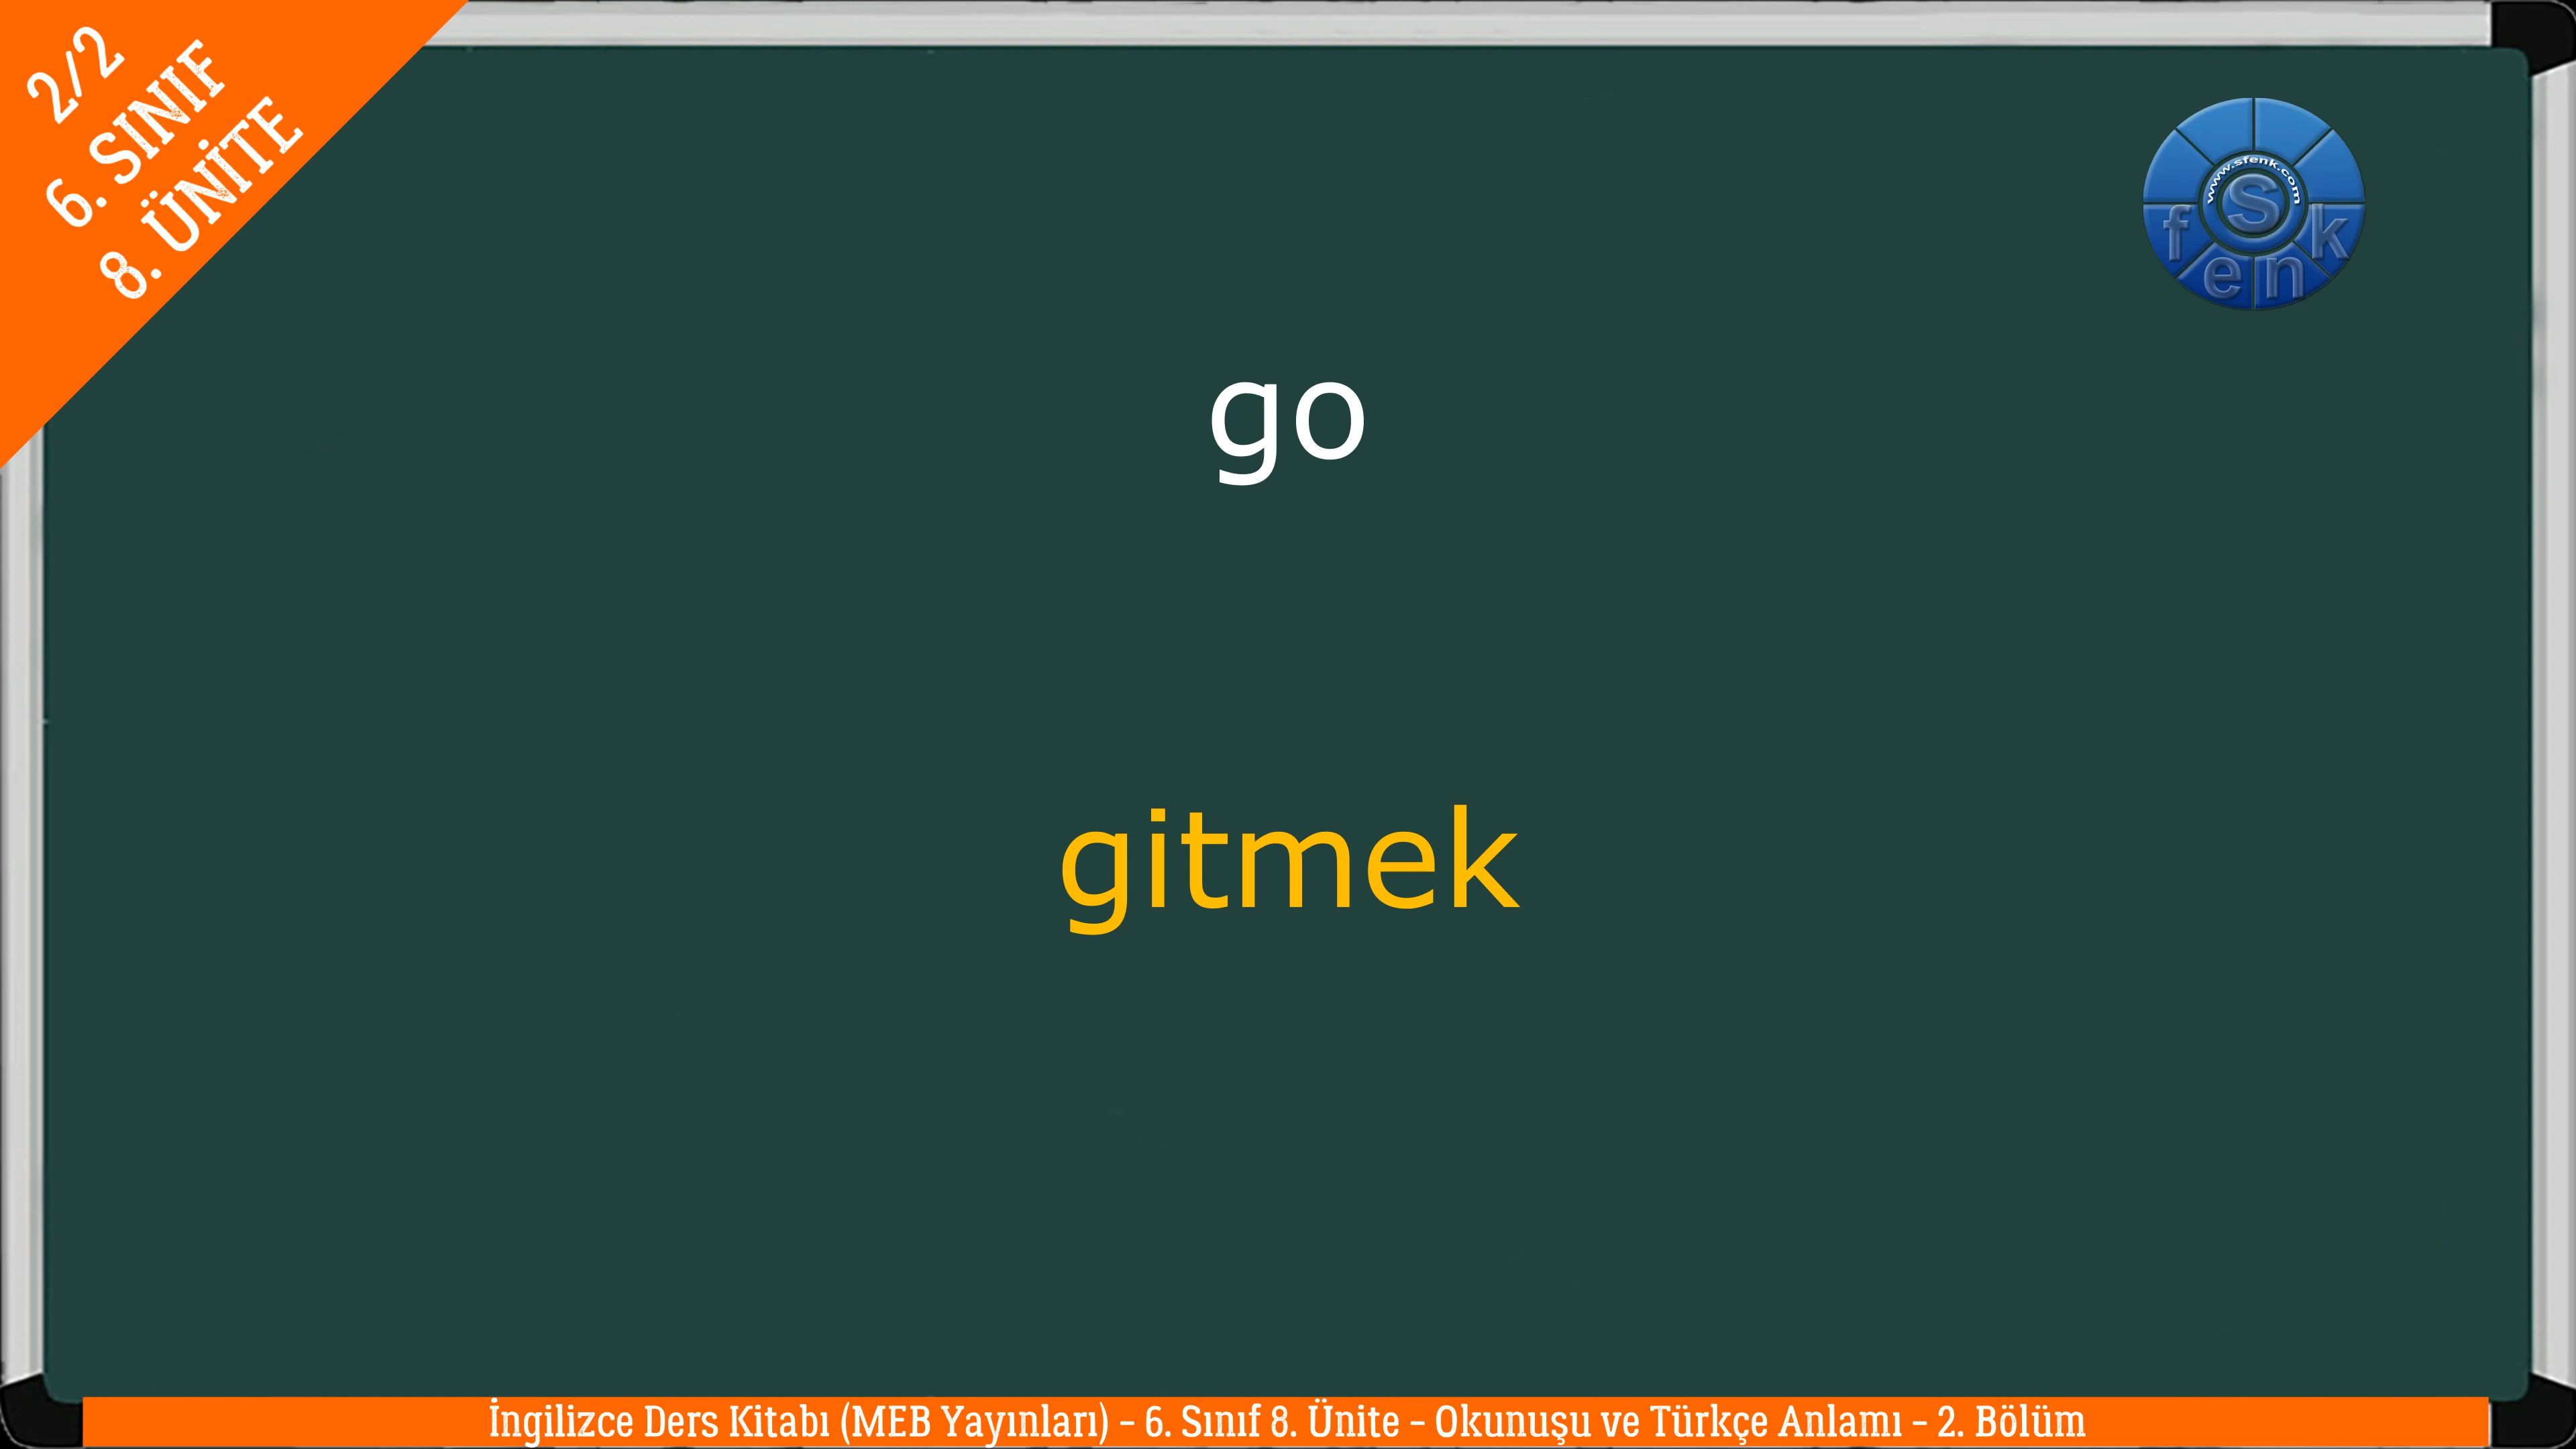 2/2
6. SINIF
8. ÜNİTE
www.sfenk.com
S
f e n k
go
gitmek
İngilizce Ders Kitabı (MEB Yayınları) – 6. Sınıf 8. Ünite – Okunuşu ve Türkçe Anlamı – 2. Bölüm